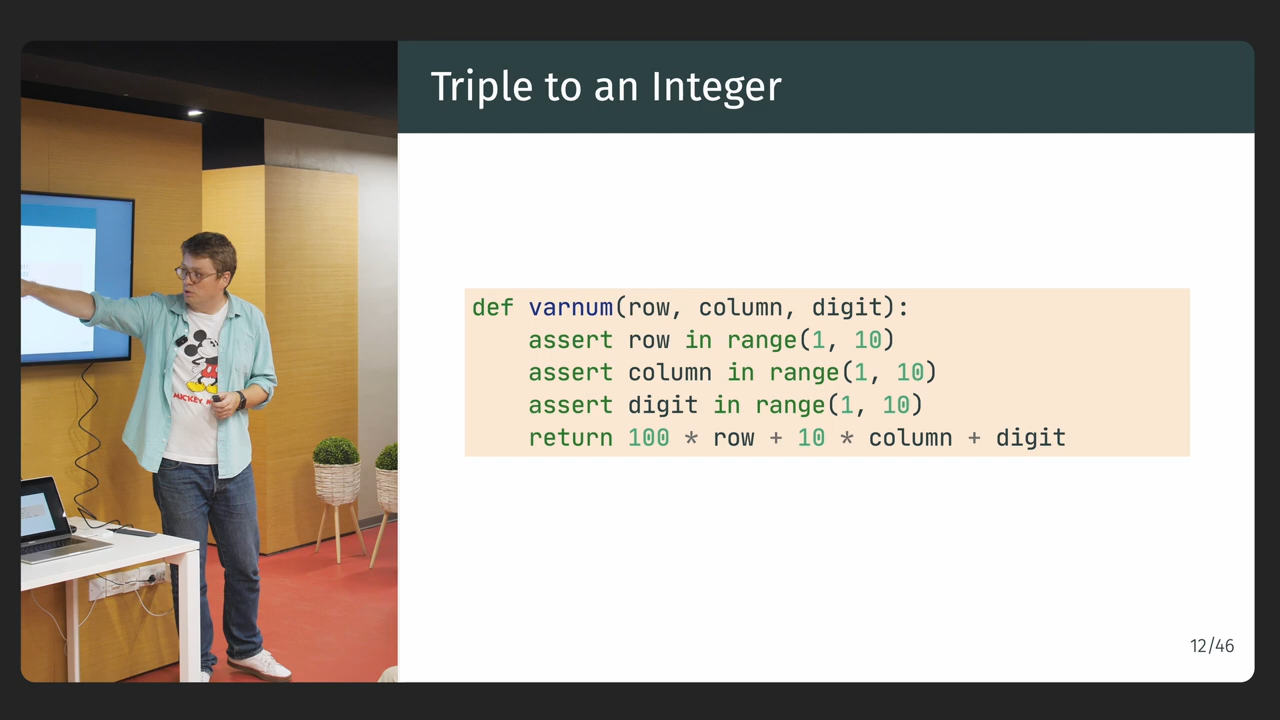 Triple to an Integer
def varnum(row, column, digit):
    assert row in range(1, 10)
    assert column in range(1, 10)
    assert digit in range(1, 10)
    return 100 * row + 10 * column + digit
12/46